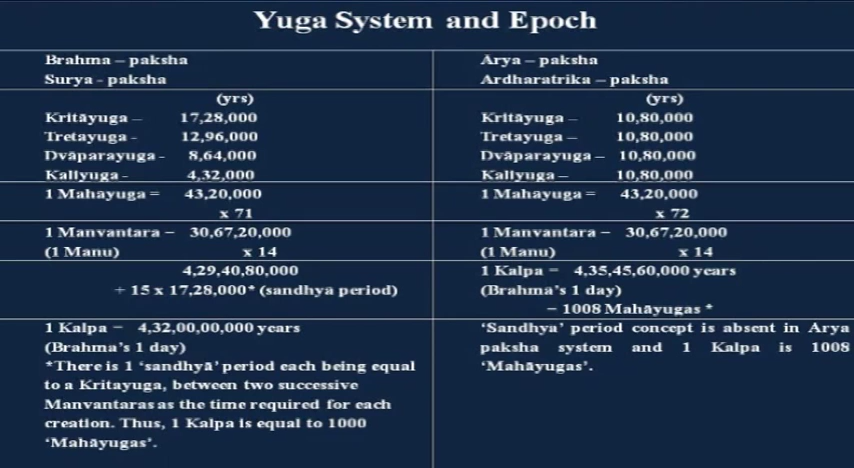 Yuga System and Epoch
Brahma – paksha
Surya - paksha
(yrs)
Kritāyuga – 17,28,000
Tretayuga - 12,96,000
Dvāparayuga - 8,64,000
Kaliyuga - 4,32,000
1 Mahayuga = 43,20,000
x 71
1 Manvantara – 30,67,20,000
(1 Manu) x 14
4,29,40,80,000
+ 15 x 17,28,000* (sandhya period)
1 Kalpa = 4,32,00,00,000 years
(Brahma's 1 day)
*There is 1 'sandhyā' period each being equal
to a Kritayuga, between two successive
Manvantaras as the time required for each
creation. Thus, 1 Kalpa is equal to 1000
'Mahāyugas'.
Ārya – paksha
Ardharatrika – paksha
(yrs)
Kritāyuga – 10,80,000
Tretayuga – 10,80,000
Dvāparayuga – 10,80,000
Kaliyuga – 10,80,000
1 Mahayuga = 43,20,000
x 72
1 Manvantara – 30,67,20,000
(1 Manu) x 14
1 Kalpa = 4,35,45,60,000 years
(Brahma's 1 day)
= 1008 Mahāyugas *
'Sandhya' period concept is absent in Arya
paksha system and 1 Kalpa is 1008
'Mahāyugas'.